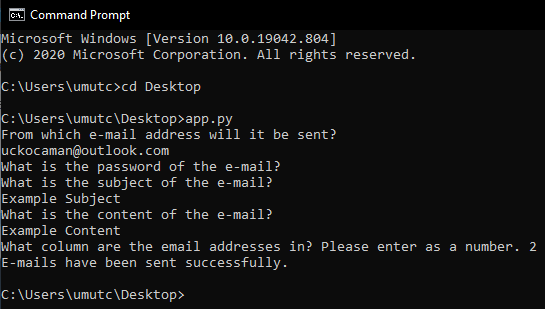 Command Prompt
Microsoft Windows [Version 10.0.19042.804]
(c) 2020 Microsoft Corporation. All rights reserved.
C:\Users\umutc>cd Desktop
C:\Users\umutc\Desktop>app.py
From which e-mail address will it be sent?
uckocaman@outlook.com
What is the password of the e-mail?
What is the subject of the e-mail?
Example Subject
What is the content of the e-mail?
Example Content
What column are the email addresses in? Please enter as a number. 2
E-mails have been sent successfully.
C:\Users\umutc\Desktop>